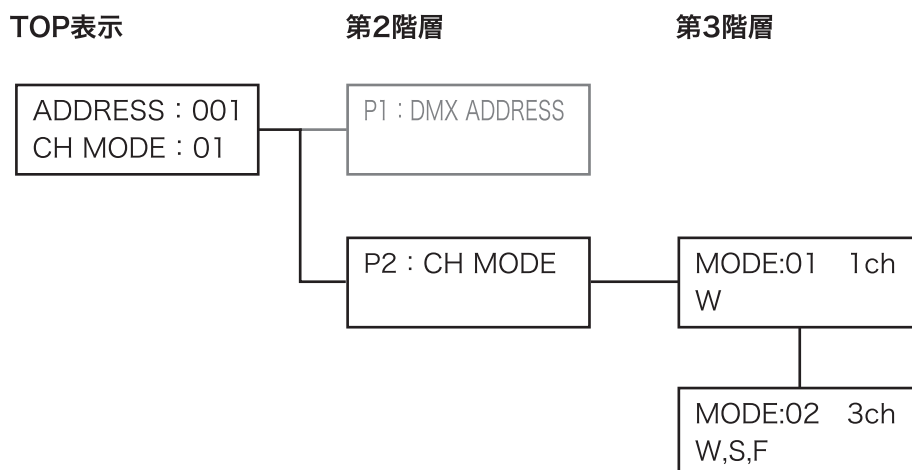 TOP表示
第2階層
第3階層
ADDRESS：001
CH MODE：01
P1：DMX ADDRESS
P2：CH MODE
MODE:01 1ch
W
MODE:02 3ch
W,S,F